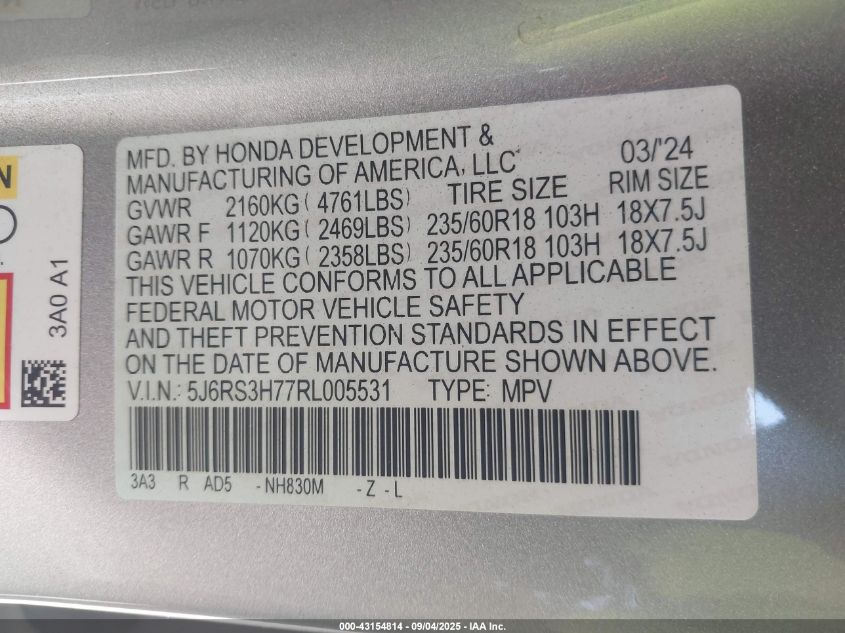 MFD. BY HONDA DEVELOPMENT & 03/'24
MANUFACTURING OF AMERICA, LLC
TIRE SIZE RIM SIZE
GVWR 2160KG ( 4761LBS)
GAWR F 1120KG ( 2469LBS) 235/60R18 103H 18X7.5J
GAWR R 1070KG ( 2358LBS) 235/60R18 103H 18X7.5J
THIS VEHICLE CONFORMS TO ALL APPLICABLE
FEDERAL MOTOR VEHICLE SAFETY
AND THEFT PREVENTION STANDARDS IN EFFECT
ON THE DATE OF MANUFACTURE SHOWN ABOVE.
V.I.N.: 5J6RS3H77RL005531 TYPE: MPV
3A3 R AD5 -NH830M -Z -L
3A0 A1
000-43154814 - 09/04/2025 - IAA Inc.